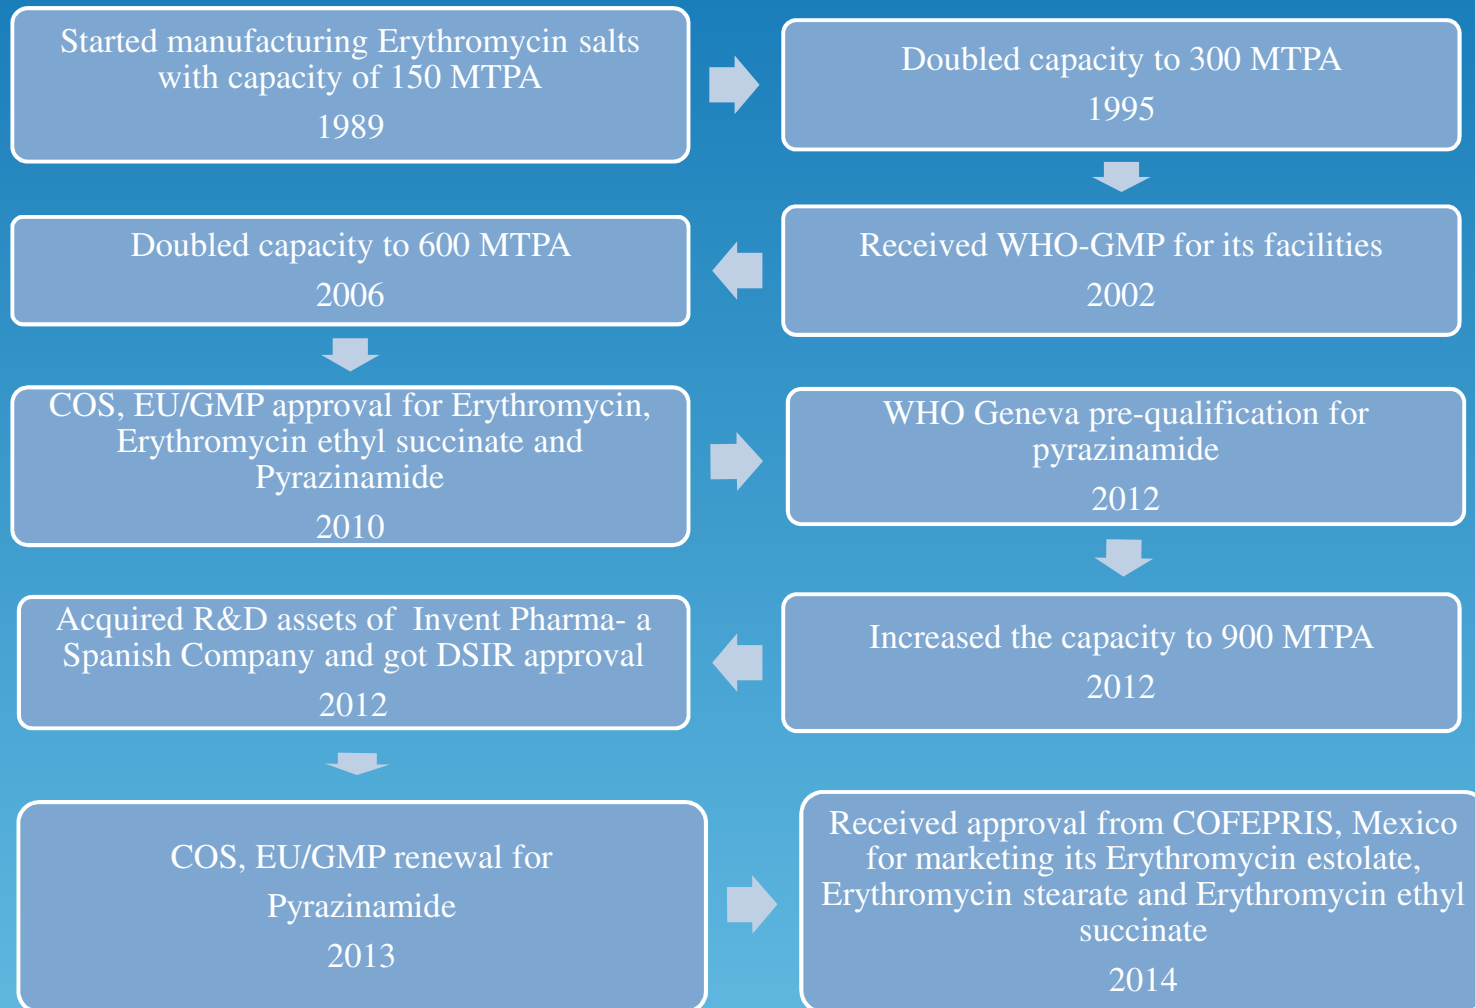 Started manufacturing Erythromycin salts
with capacity of 150 MTPA
1989
Doubled capacity to 300 MTPA
1995
Received WHO-GMP for its facilities
2002
Doubled capacity to 600 MTPA
2006
COS, EU/GMP approval for Erythromycin,
Erythromycin ethyl succinate and
Pyrazinamide
2010
WHO Geneva pre-qualification for
pyrazinamide
2012
Increased the capacity to 900 MTPA
2012
Acquired R&D assets of Invent Pharma- a
Spanish Company and got DSIR approval
2012
COS, EU/GMP renewal for
Pyrazinamide
2013
Received approval from COFEPRIS, Mexico
for marketing its Erythromycin estolate,
Erythromycin stearate and Erythromycin ethyl
succinate
2014